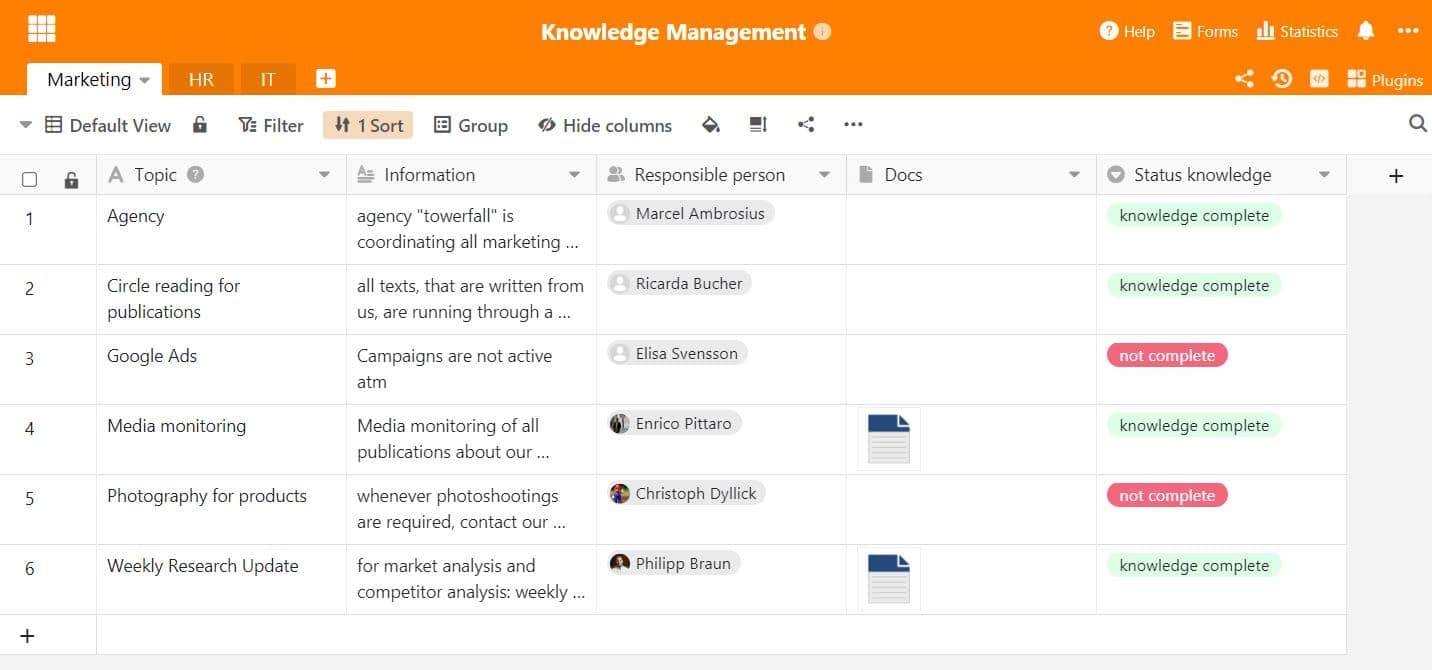 Knowledge Management
Help Forms Statistics
Marketing HR IT
Plugins
Default View Filter 1 Sort Group Hide columns
Topic Information Responsible person Docs Status knowledge
1 Agency agency "towerfall" is Marcel Ambrosius knowledge complete
coordinating all marketing ...
2 Circle reading for all texts, that are written from Ricarda Bucher knowledge complete
publications us, are running through a ...
3 Google Ads Campaigns are not active Elisa Svensson not complete
atm
4 Media monitoring Media monitoring of all Enrico Pittaro knowledge complete
publications about our ...
5 Photography for products whenever photoshootings Christoph Dyllick not complete
are required, contact our ...
6 Weekly Research Update for market analysis and Philipp Braun knowledge complete
competitor analysis: weekly ...